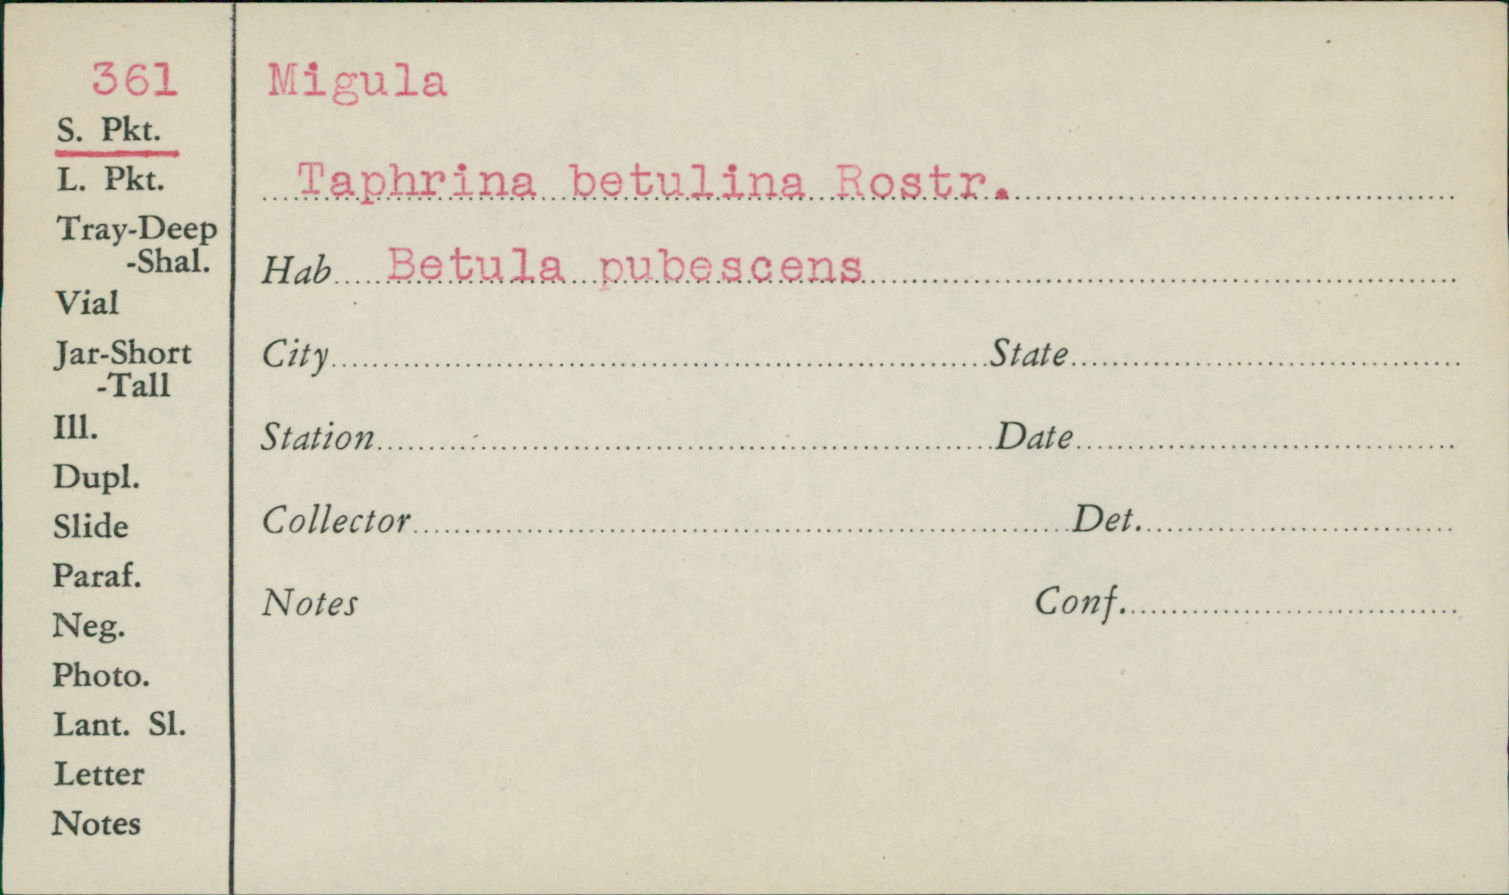 361
S. Pkt.
L. Pkt.
Tray-Deep
-Shal.
Vial
Jar-Short
-Tall
Ill.
Dupl.
Slide
Paraf.
Neg.
Photo.
Lant. Sl.
Letter
Notes
Migula
Taphrina betulina Rostr.
Hab Betula pubescens
City State
Station Date
Collector Det.
Notes Conf.